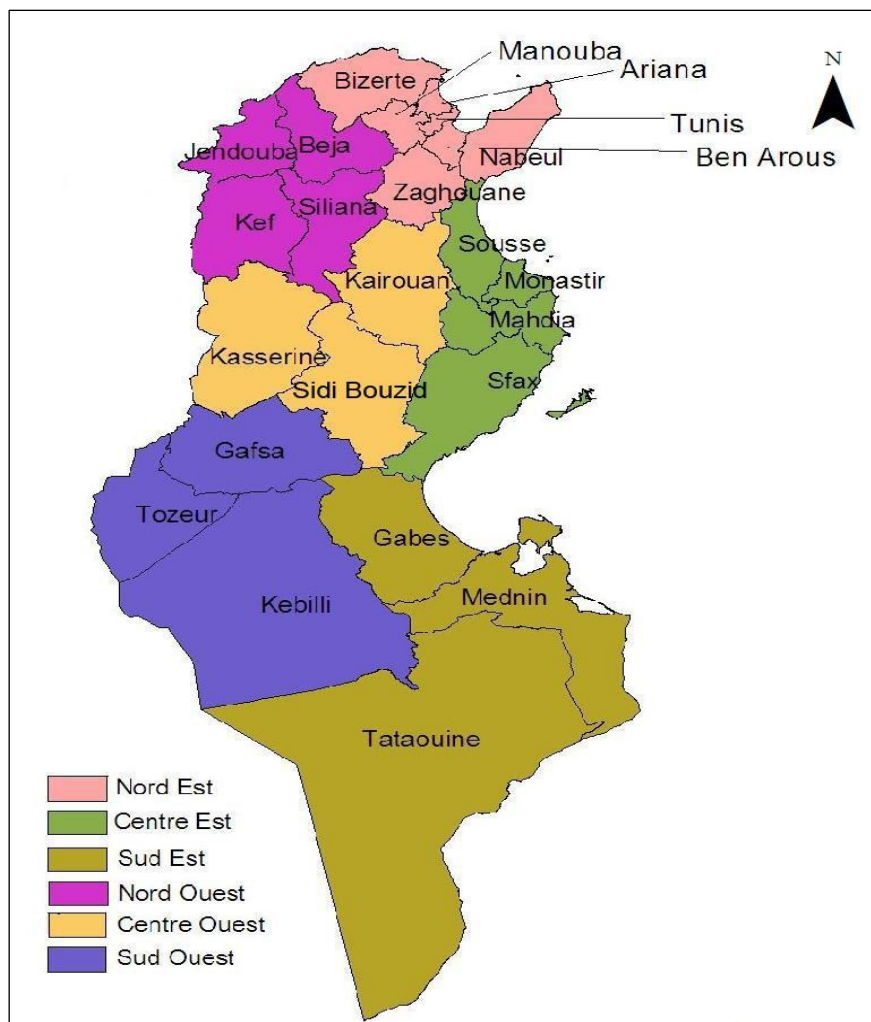 Manouba
N
Ariana
Bizerte
Tunis
Beja
Jendouba
Nabeul
Ben Arous
Zaghouane
Siliana
Kef
Sousse
Kairouan
Monastir
Mahdia
Kasserine
Sfax
Sidi Bouzid
Gafsa
Tozeur
Gabes
Kebilli
Mednin
Tataouine
Nord Est
Centre Est
Sud Est
Nord Ouest
Centre Ouest
Sud Ouest